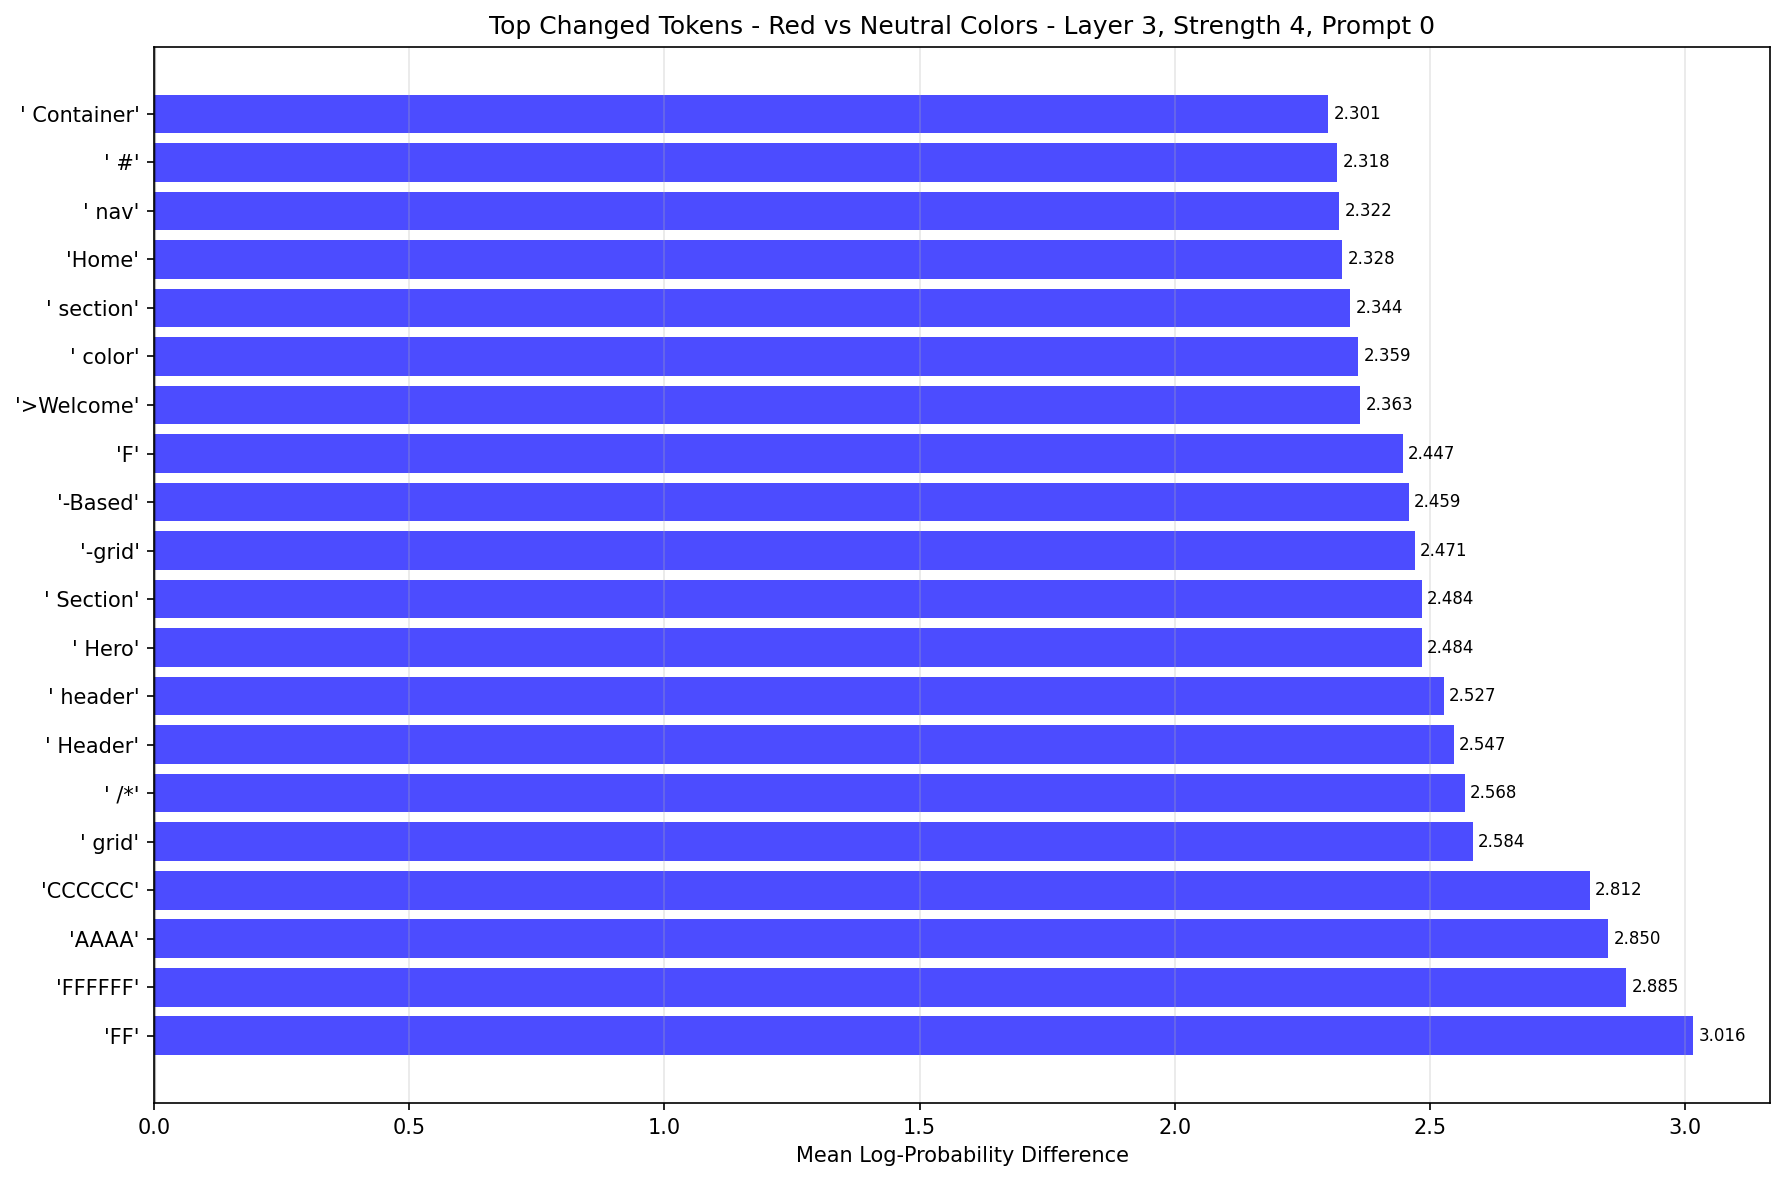 Top Changed Tokens - Red vs Neutral Colors - Layer 3, Strength 4, Prompt 0
' Container' 2.301
' #' 2.318
' nav' 2.322
'Home' 2.328
' section' 2.344
' color' 2.359
'>Welcome' 2.363
'F' 2.447
'-Based' 2.459
'-grid' 2.471
' Section' 2.484
' Hero' 2.484
' header' 2.527
' Header' 2.547
' /*' 2.568
' grid' 2.584
'CCCCCC' 2.812
'AAAA' 2.850
'FFFFFF' 2.885
'FF' 3.016
0.0 0.5 1.0 1.5 2.0 2.5 3.0
Mean Log-Probability Difference